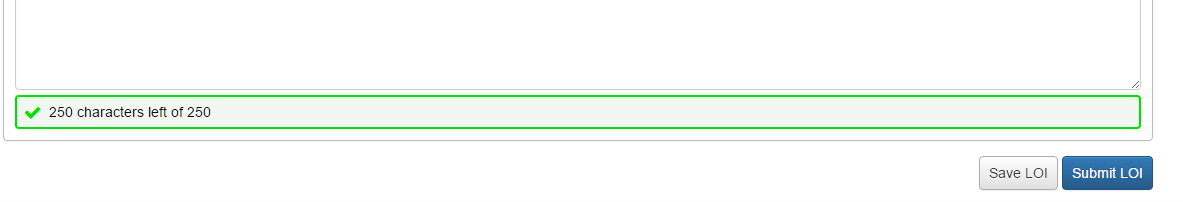 250 characters left of 250
Save LOI Submit LOI